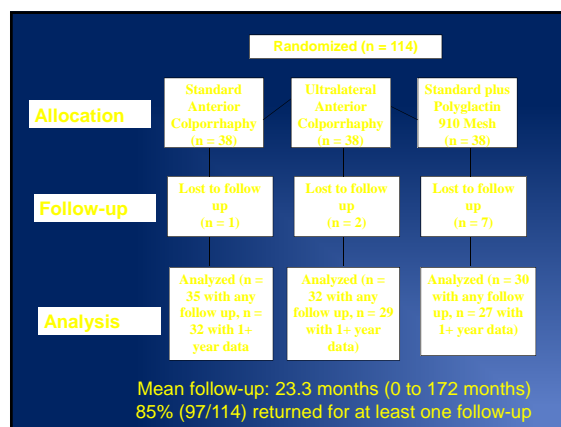 Randomized (n = 114)
Allocation
Standard
Anterior
Colporrhaphy
(n = 38)
Ultralateral
Anterior
Colporrhaphy
(n = 38)
Standard plus
Polyglactin
910 Mesh
(n = 38)
Follow-up
Lost to follow
up
(n = 1)
Lost to follow
up
(n = 2)
Lost to follow
up
(n = 7)
Analysis
Analyzed (n =
35 with any
follow up, n =
32 with 1+
year data
Analyzed (n =
32 with any
follow up, n = 29
with 1+ year
data)
Analyzed (n = 30
with any follow
up, n = 27 with
1+ year data)
Mean follow-up: 23.3 months (0 to 172 months)
85% (97/114) returned for at least one follow-up